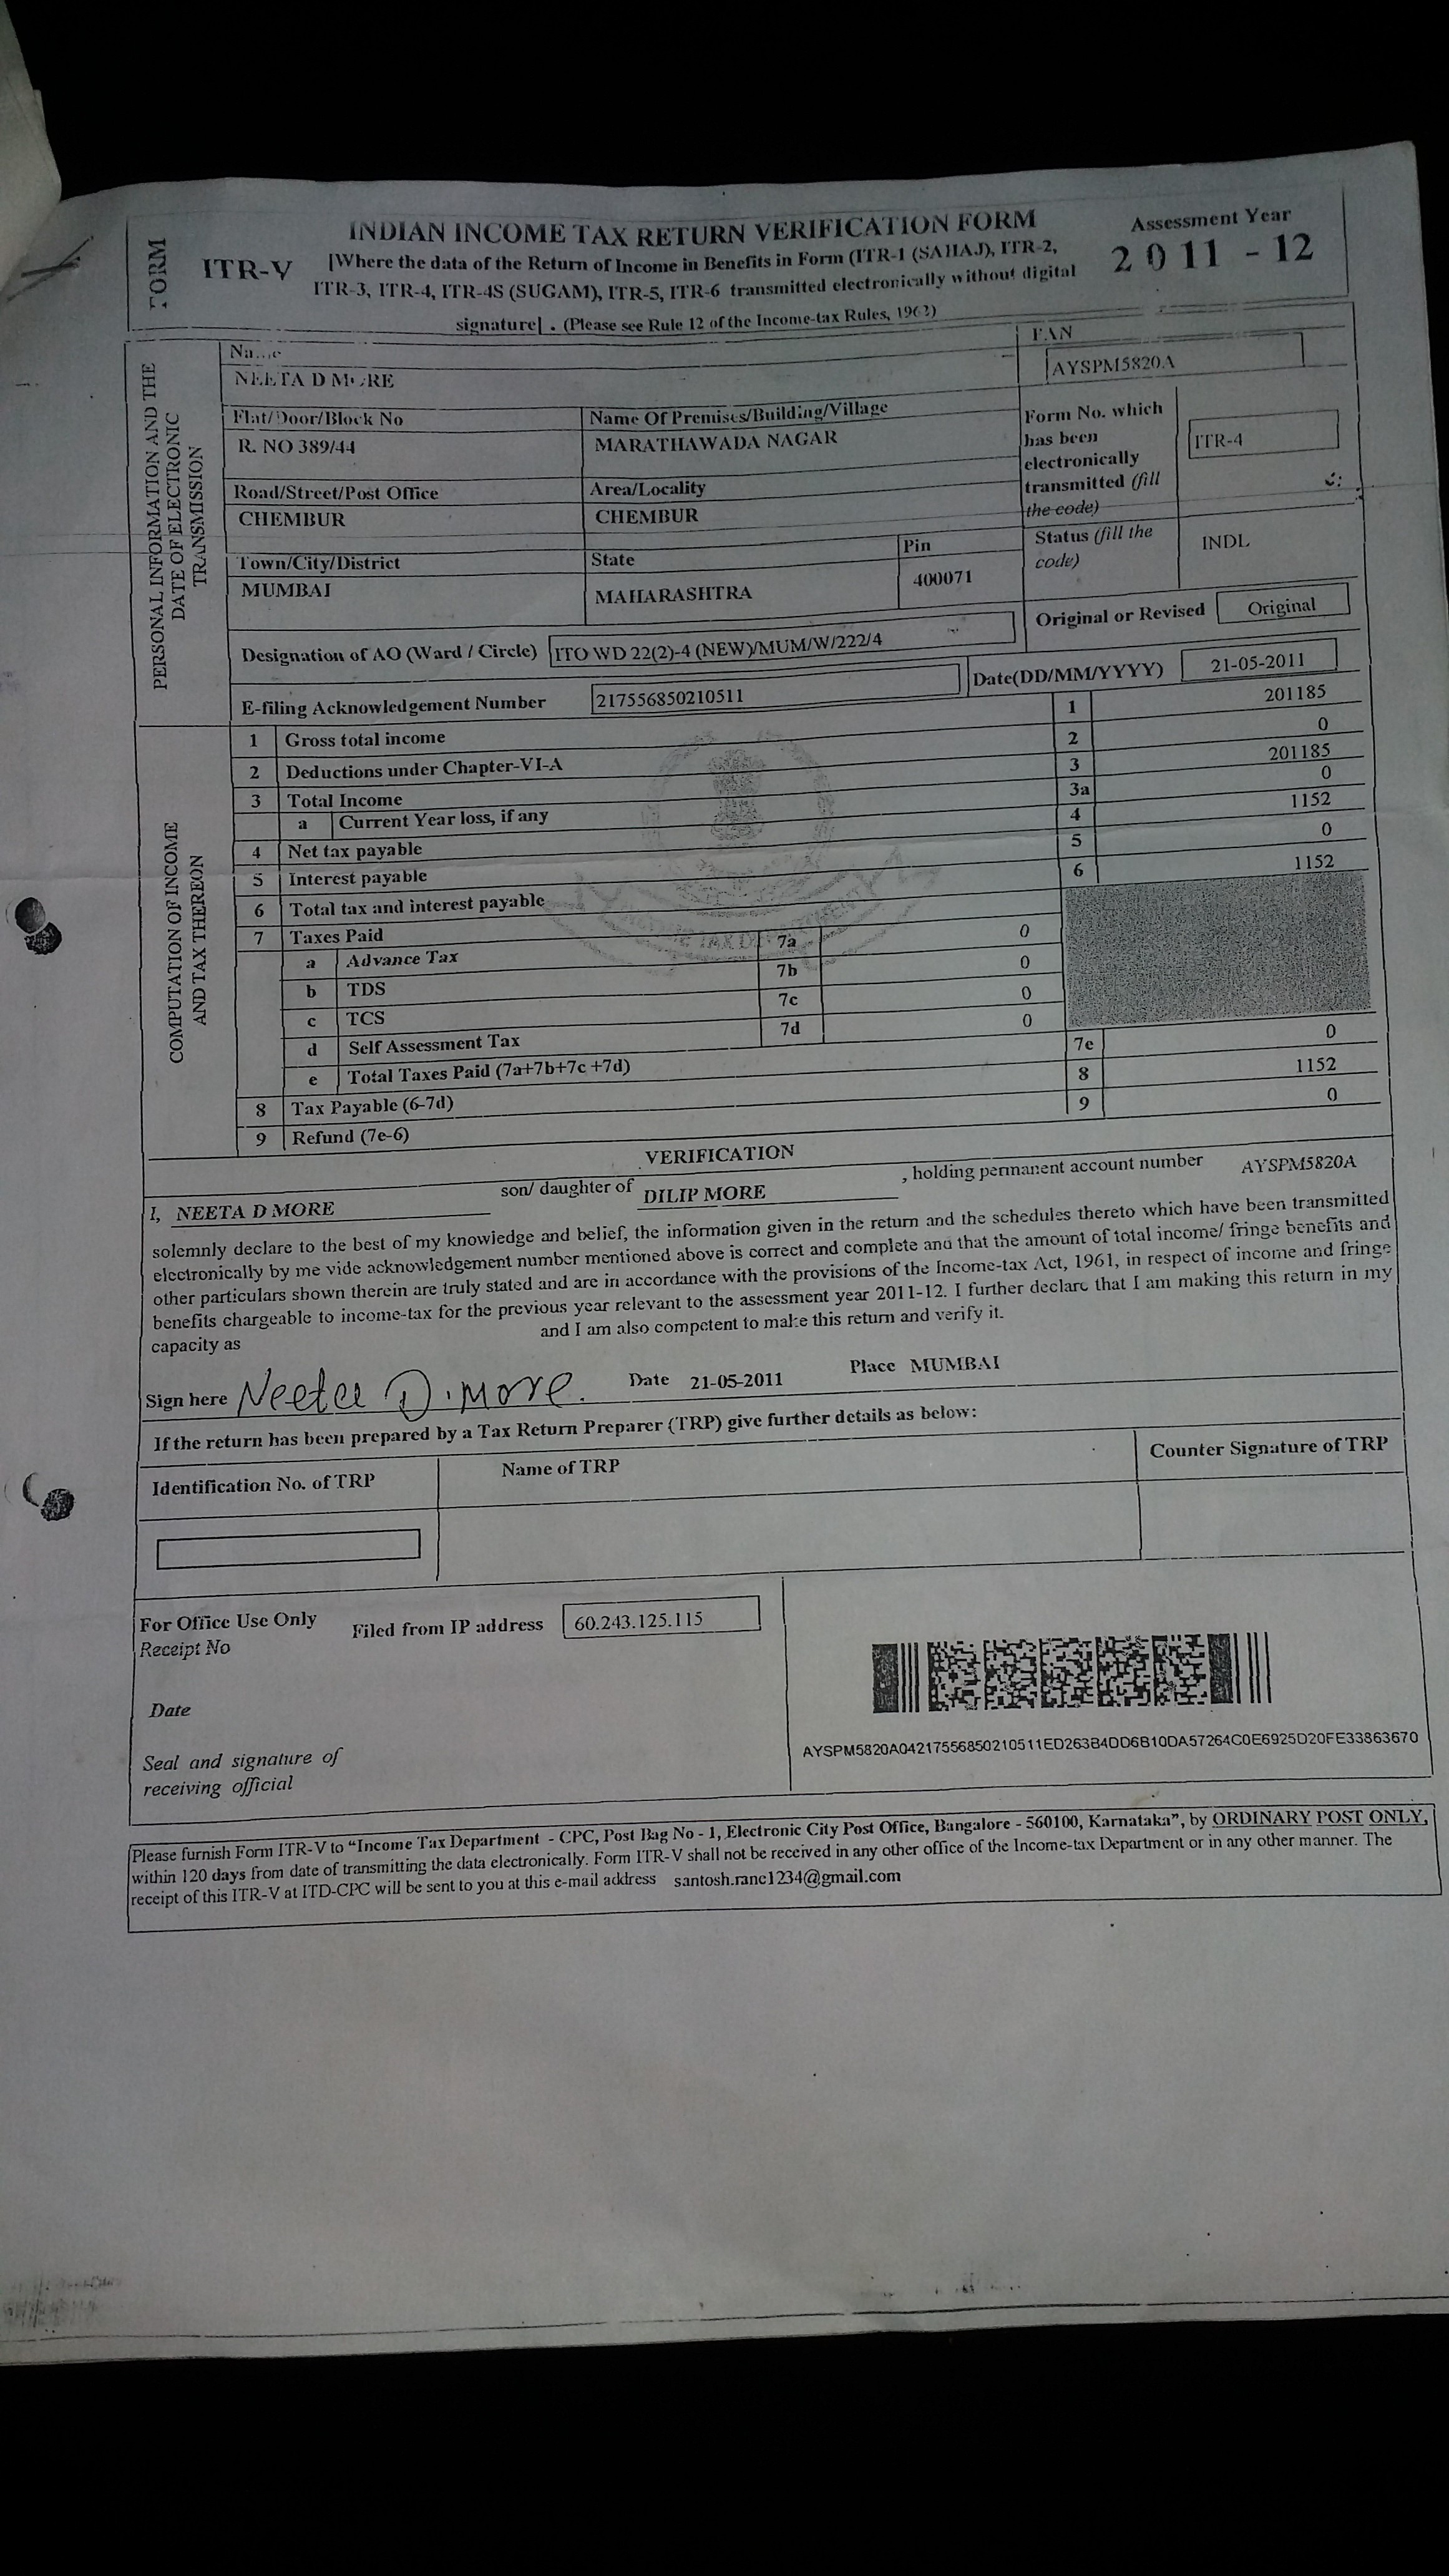 FORM
ITR-V
INDIAN INCOME TAX RETURN VERIFICATION FORM
[Where the data of the Return of Income in Benefits in Form (ITR-1 (SAHAJ), ITR-2,
ITR-3, ITR-4, ITR-4S (SUGAM), ITR-5, ITR-6 transmitted electronically without digital
signature] . (Please see Rule 12 of the Income-tax Rules, 1962)
Assessment Year
2011 - 12
PERSONAL INFORMATION AND THE
DATE OF ELECTRONIC
TRANSMISSION
Name
NEETA D MORE
PAN
AYSPM5820A
Flat/Door/Block No
R. NO 389/44
Name Of Premises/Building/Village
MARATHAWADA NAGAR
Form No. which
has been
electronically
transmitted (fill
the code)
ITR-4
Road/Street/Post Office
CHEMBUR
Area/Locality
CHEMBUR
Town/City/District
MUMBAI
State
MAHARASHTRA
Pin
400071
Status (fill the
code)
INDL
Designation of AO (Ward / Circle) ITO WD 22(2)-4 (NEW)/MUM/W/222/4
Original or Revised Original
E-filing Acknowledgement Number 217556850210511
Date(DD/MM/YYYY) 21-05-2011
COMPUTATION OF INCOME
AND TAX THEREON
1 Gross total income 1 201185
2 Deductions under Chapter-VI-A 2 0
3 Total Income 3 201185
a Current Year loss, if any 3a 0
4 Net tax payable 4 1152
5 Interest payable 5 0
6 Total tax and interest payable 6 1152
7 Taxes Paid
a Advance Tax 7a 0
b TDS 7b 0
c TCS 7c 0
d Self Assessment Tax 7d 0
e Total Taxes Paid (7a+7b+7c +7d) 7e 0
8 Tax Payable (6-7d) 8 1152
9 Refund (7e-6) 9 0
VERIFICATION
I, NEETA D MORE son/ daughter of DILIP MORE , holding permanent account number AYSPM5820A
solemnly declare to the best of my knowledge and belief, the information given in the return and the schedules thereto which have been transmitted
electronically by me vide acknowledgement number mentioned above is correct and complete and that the amount of total income/ fringe benefits and
other particulars shown therein are truly stated and are in accordance with the provisions of the Income-tax Act, 1961, in respect of income and fringe
benefits chargeable to income-tax for the previous year relevant to the assessment year 2011-12. I further declare that I am making this return in my
capacity as and I am also competent to make this return and verify it.
Sign here Neeta D. More. Date 21-05-2011 Place MUMBAI
If the return has been prepared by a Tax Return Preparer (TRP) give further details as below:
Identification No. of TRP Name of TRP Counter Signature of TRP
For Office Use Only Filed from IP address 60.243.125.115
Receipt No
Date
Seal and signature of
receiving official
AYSPM5820A04217556850210511ED263B4DD6B10DA57264C0E6925D20FE33863670
Please furnish Form ITR-V to “Income Tax Department - CPC, Post Bag No - 1, Electronic City Post Office, Bangalore - 560100, Karnataka”, by ORDINARY POST ONLY,
within 120 days from date of transmitting the data electronically. Form ITR-V shall not be received in any other office of the Income-tax Department or in any other manner. The
receipt of this ITR-V at ITD-CPC will be sent to you at this e-mail address santosh.rane1234@gmail.com